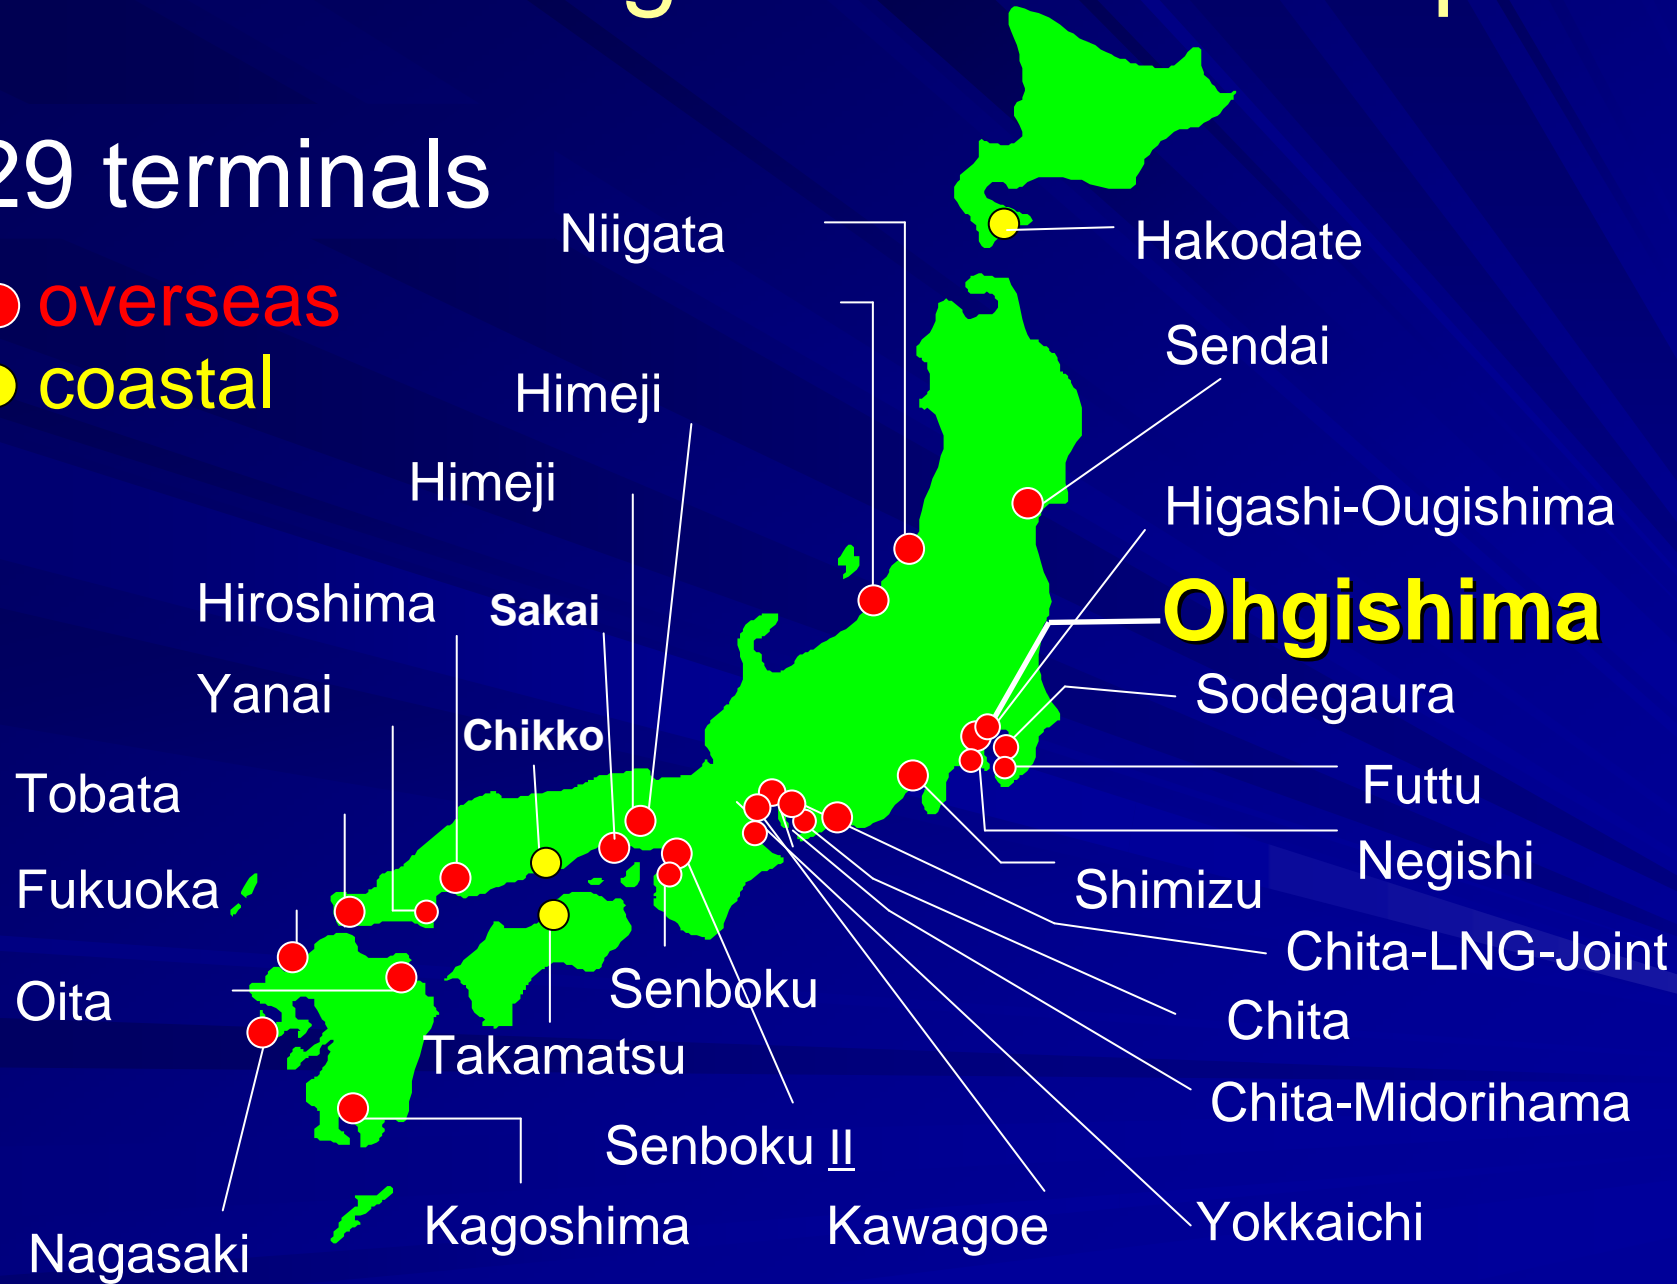 29 terminals
overseas
coastal
Niigata
Hakodate
Sendai
Himeji
Himeji
Higashi-Ougishima
Hiroshima
Sakai
Ohgishima
Yanai
Sodegaura
Chikko
Tobata
Futtu
Fukuoka
Negishi
Shimizu
Chita-LNG-Joint
Senboku
Oita
Chita
Takamatsu
Chita-Midorihama
Senboku II
Kagoshima
Kawagoe
Yokkaichi
Nagasaki